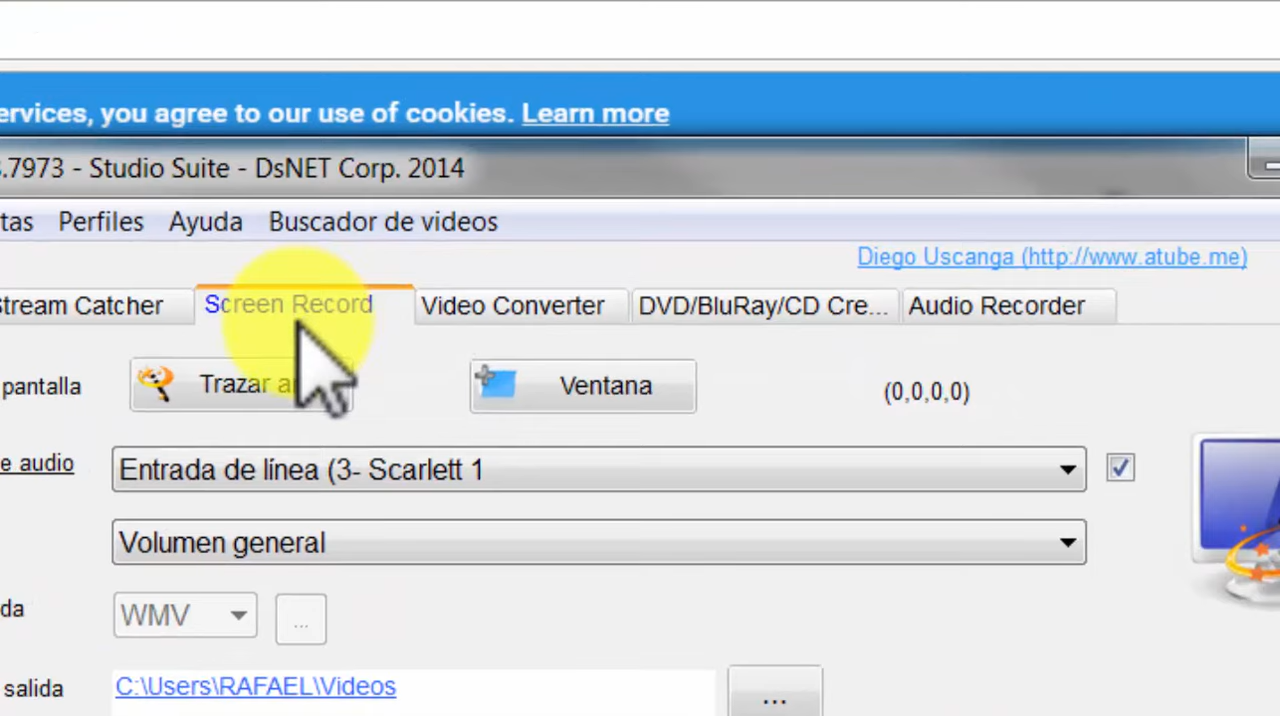 ervices, you agree to our use of cookies. Learn more
.7973 - Studio Suite - DsNET Corp. 2014
tas Perfiles Ayuda Buscador de videos
Diego Uscanga (http://www.atube.me)
Stream Catcher Screen Record Video Converter DVD/BluRay/CD Cre... Audio Recorder
pantalla Trazar Ventana (0,0,0,0)
e audio Entrada de línea (3- Scarlett 1
Volumen general
da WMV ...
salida C:\Users\RAFAEL\Videos ...